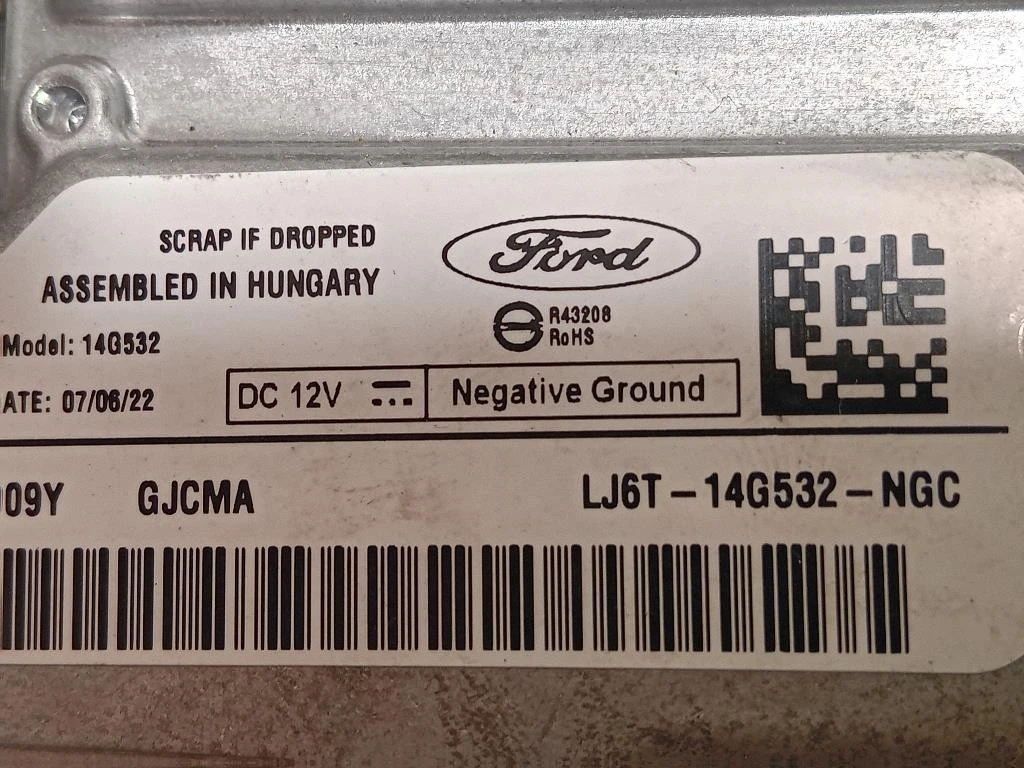 SCRAP IF DROPPED
ASSEMBLED IN HUNGARY
Ford
R43208
RoHS
Model: 14G532
ATE: 07/06/22
DC 12V
Negative Ground
09Y GJCMA LJ6T-14G532-NGC